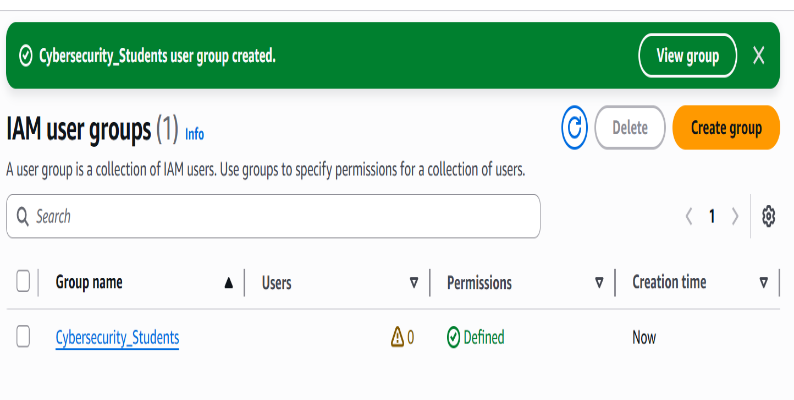 Cybersecurity_Students user group created. View group
IAM user groups (1) Info Delete Create group
A user group is a collection of IAM users. Use groups to specify permissions for a collection of users.
Search 1
Group name Users Permissions Creation time
Cybersecurity_Students 0 Defined Now